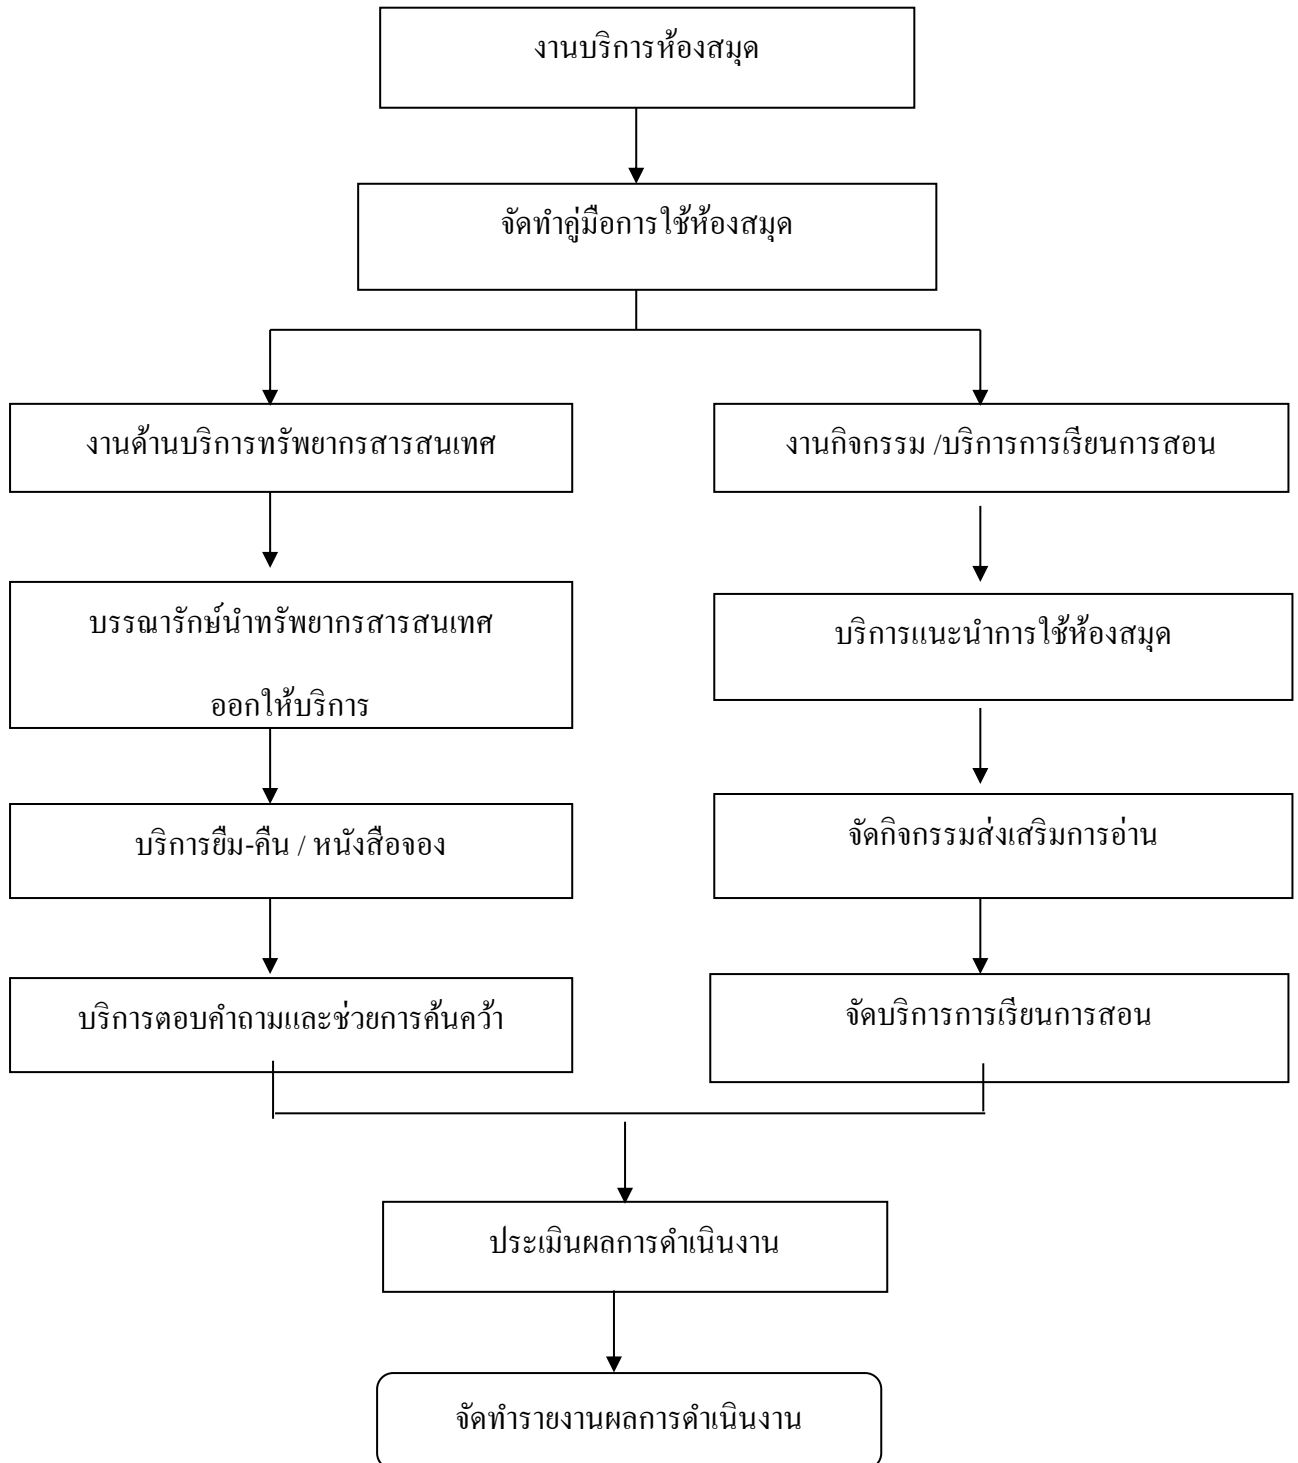 งานบริการห้องสมุด
จัดทำคู่มือการใช้ห้องสมุด
งานด้านบริการทรัพยากรสารสนเทศ
บรรณารักษ์นำทรัพยากรสารสนเทศ
ออกให้บริการ
บริการยืม-คืน / หนังสือจอง
บริการตอบคำถามและช่วยการค้นคว้า
งานกิจกรรม /บริการการเรียนการสอน
บริการแนะนำการใช้ห้องสมุด
จัดกิจกรรมส่งเสริมการอ่าน
จัดบริการการเรียนการสอน
ประเมินผลการดำเนินงาน
จัดทำรายงานผลการดำเนินงาน